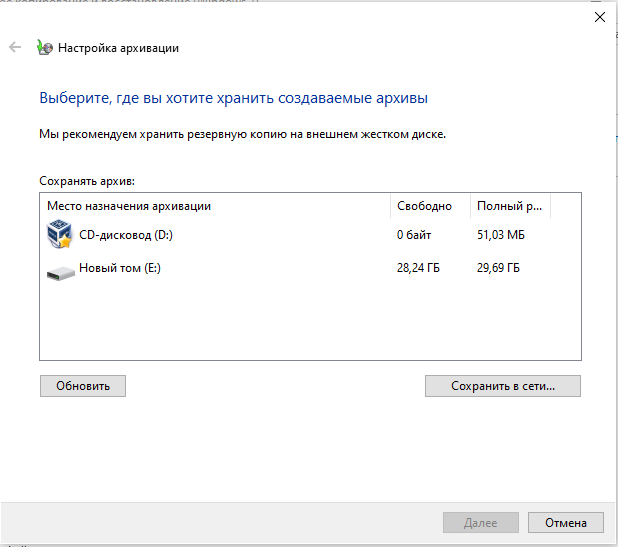 Настройка архивации
Выберите, где вы хотите хранить создаваемые архивы
Мы рекомендуем хранить резервную копию на внешнем жестком диске.
Сохранять архив:
Место назначения архивации Свободно Полный р...
CD-дисковод (D:) 0 байт 51,03 МБ
Новый том (E:) 28,24 ГБ 29,69 ГБ
Обновить Сохранить в сети...
Далее Отмена